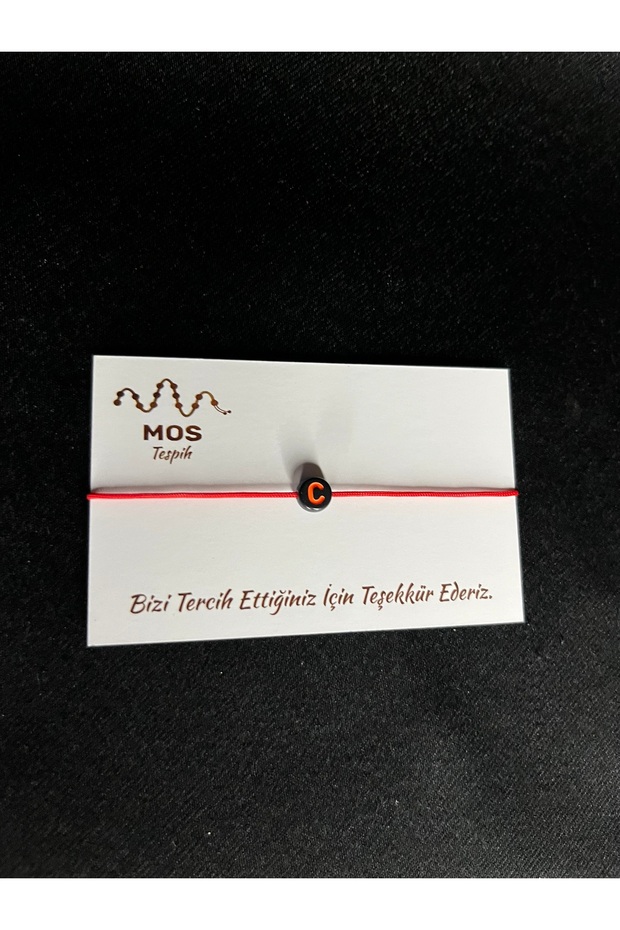 MOS
Tespih
C
Bizi Tercih Ettiğiniz İçin Teşekkür Ederiz.